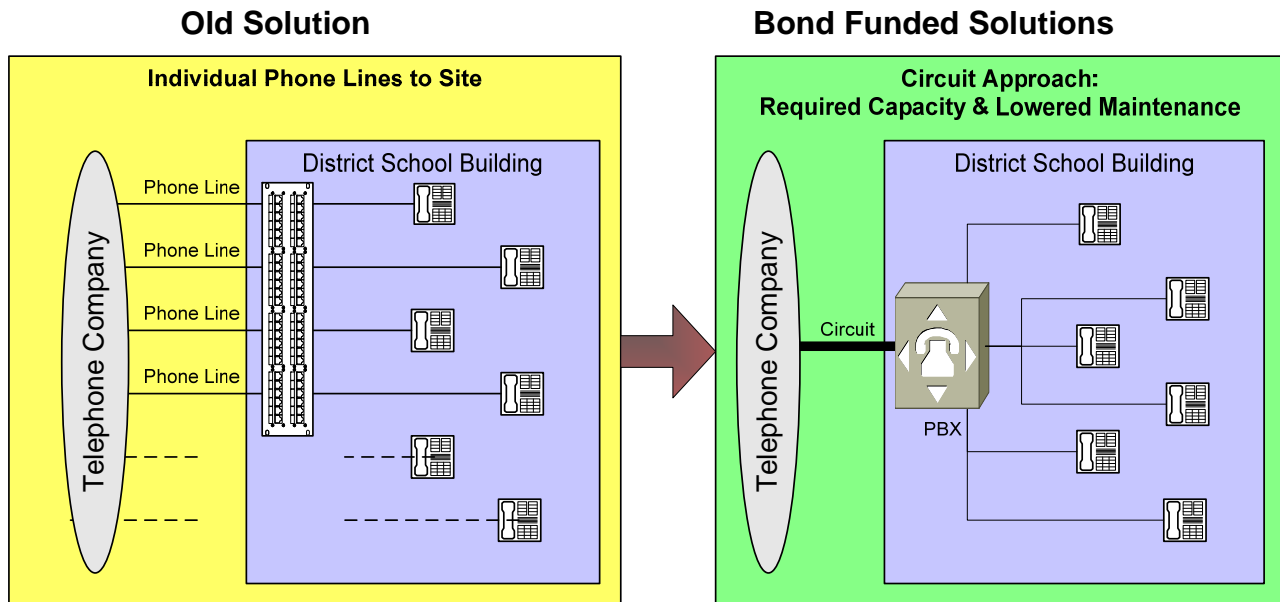 Old Solution
Individual Phone Lines to Site
District School Building
Telephone Company
Phone Line
Phone Line
Phone Line
Phone Line
Bond Funded Solutions
Circuit Approach:
Required Capacity & Lowered Maintenance
District School Building
Telephone Company
Circuit
PBX